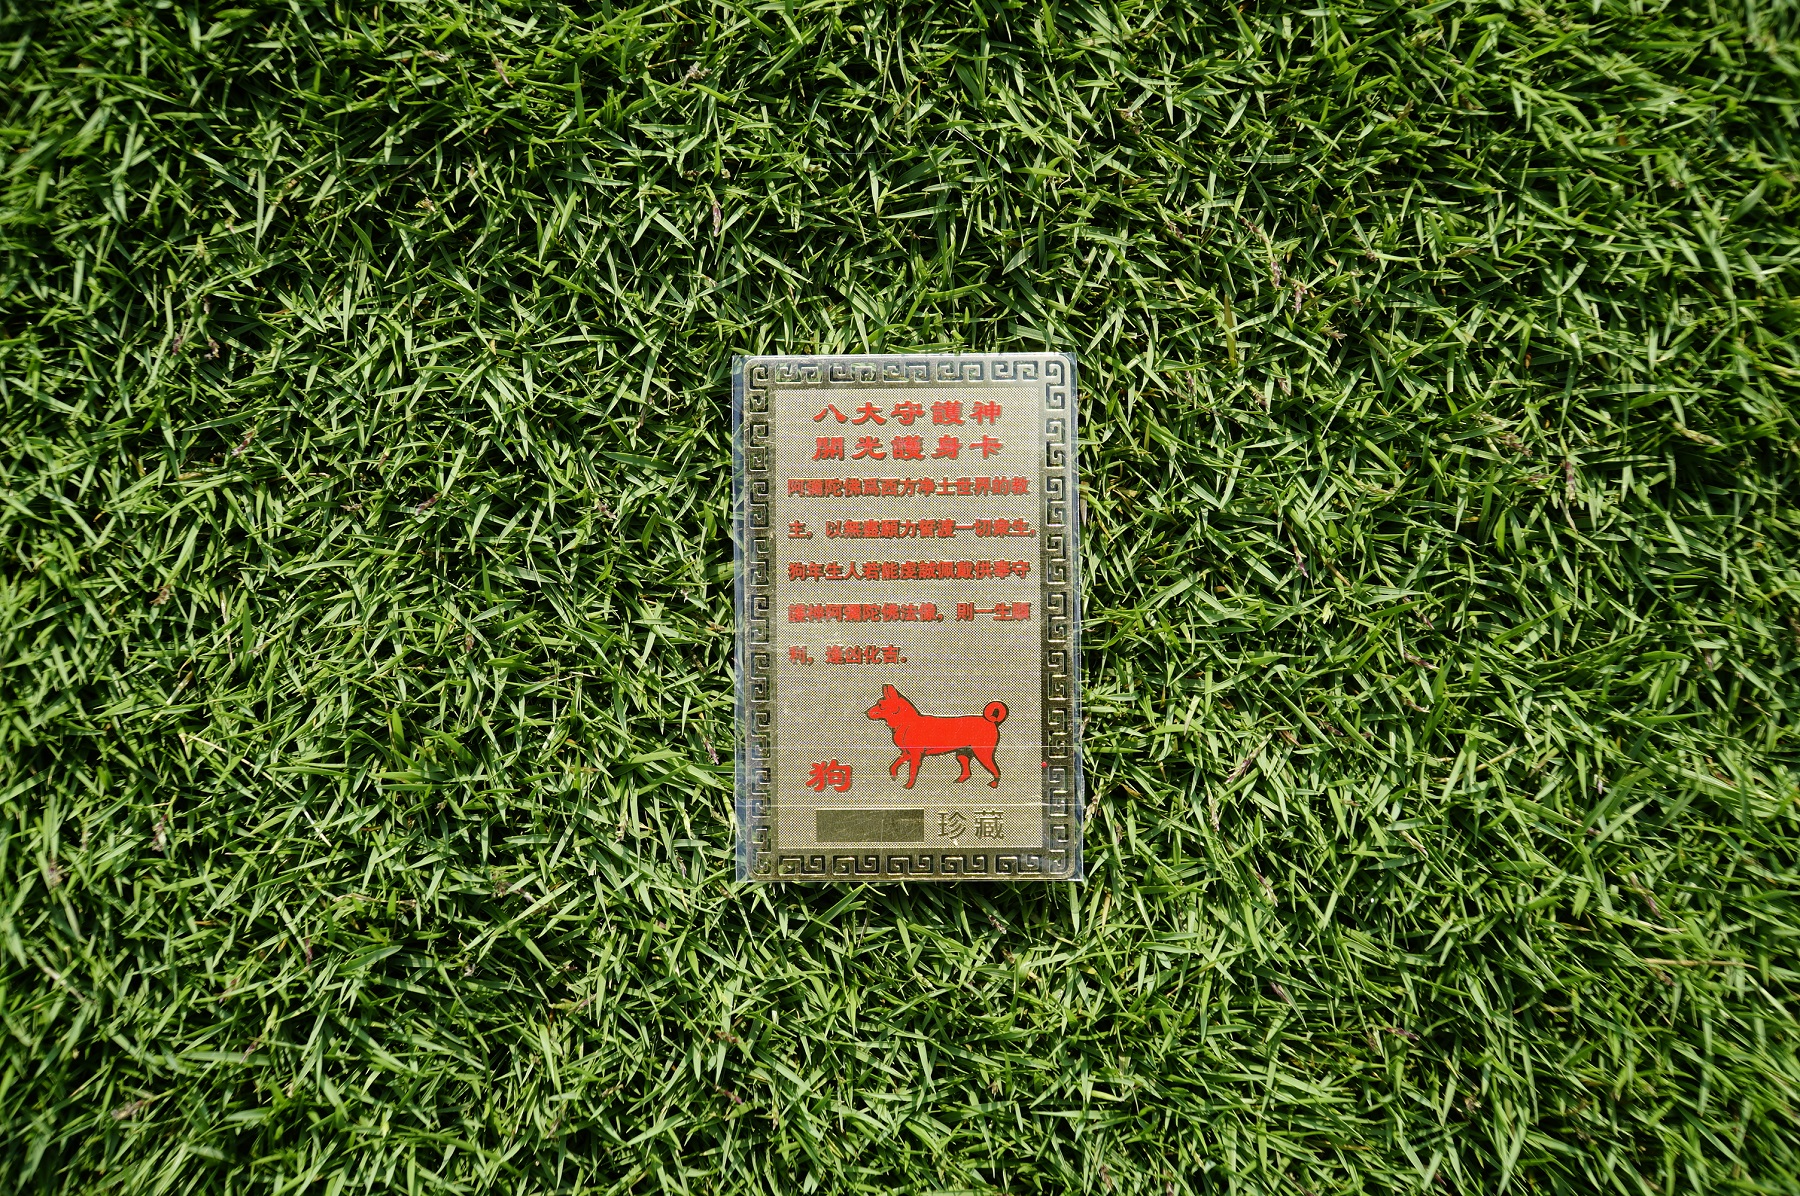 八大守護神
開光護身卡
阿彌陀佛爲西方净土世界的教
主。以無盡願力誓渡一切衆生。
狗年生人若能虔誠佩戴供奉守
護神阿彌陀佛法像，則一生順
利，逢凶化吉。
狗
珍藏